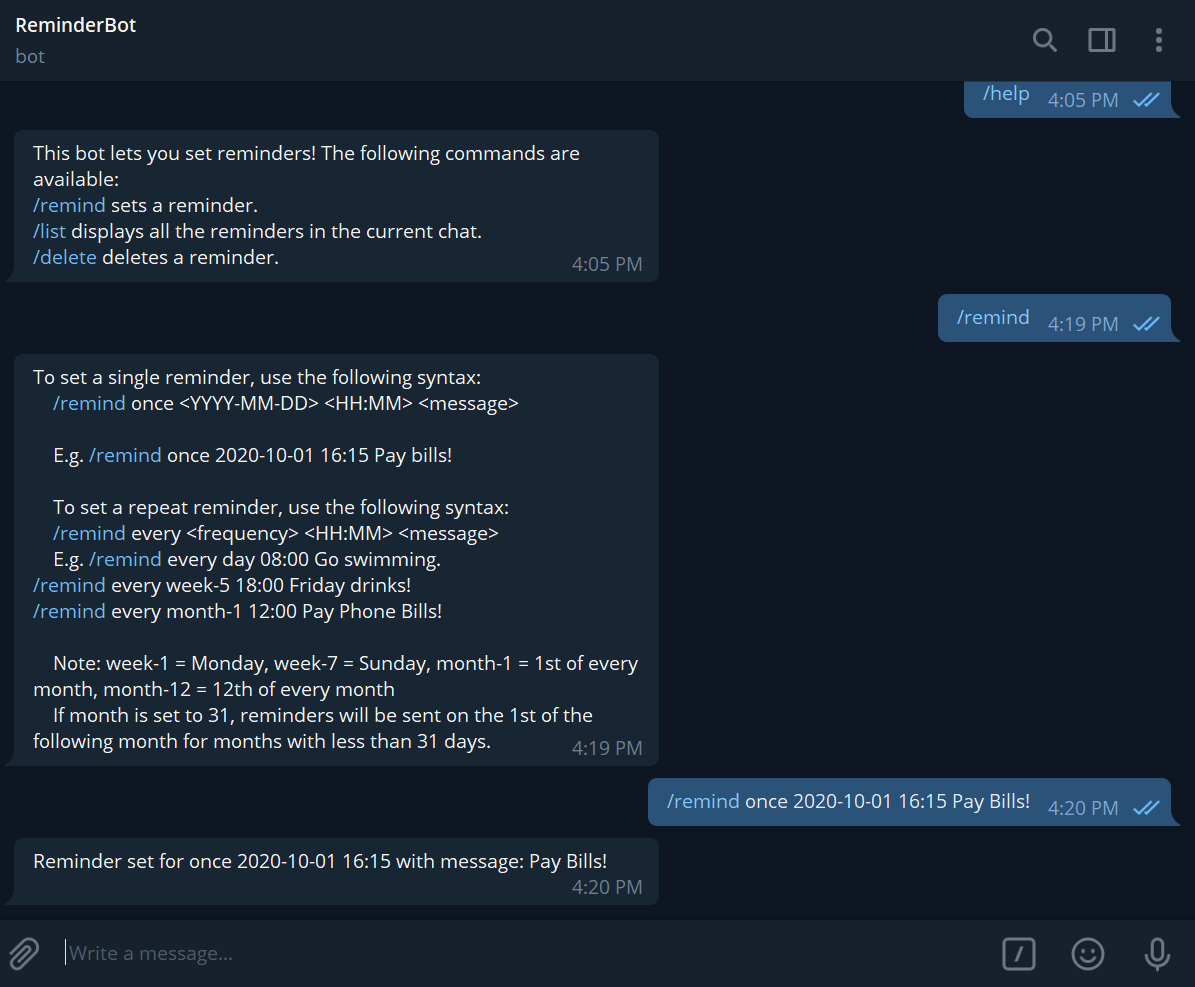 ReminderBot
bot
/help 4:05 PM
This bot lets you set reminders! The following commands are
available:
/remind sets a reminder.
/list displays all the reminders in the current chat.
/delete deletes a reminder.
4:05 PM
/remind 4:19 PM
To set a single reminder, use the following syntax:
/remind once <YYYY-MM-DD> <HH:MM> <message>
E.g. /remind once 2020-10-01 16:15 Pay bills!
To set a repeat reminder, use the following syntax:
/remind every <frequency> <HH:MM> <message>
E.g. /remind every day 08:00 Go swimming.
/remind every week-5 18:00 Friday drinks!
/remind every month-1 12:00 Pay Phone Bills!
Note: week-1 = Monday, week-7 = Sunday, month-1 = 1st of every
month, month-12 = 12th of every month
If month is set to 31, reminders will be sent on the 1st of the
following month for months with less than 31 days.
4:19 PM
/remind once 2020-10-01 16:15 Pay Bills! 4:20 PM
Reminder set for once 2020-10-01 16:15 with message: Pay Bills!
4:20 PM
Write a message...